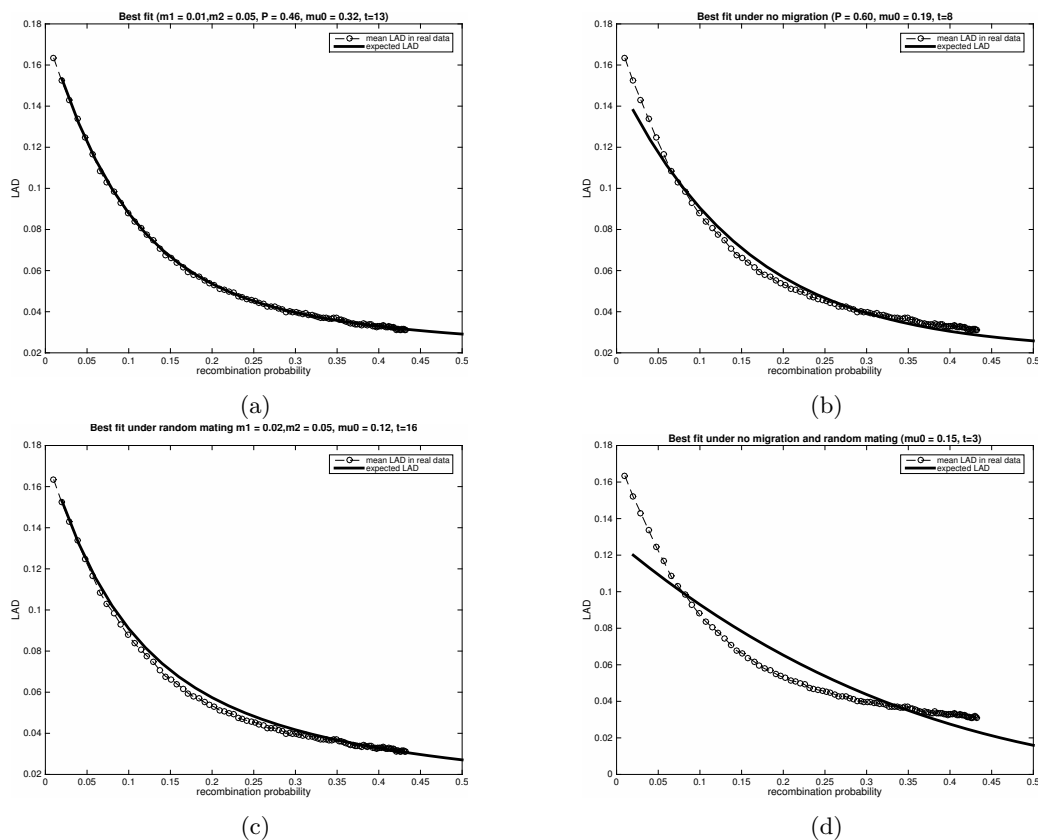 Best fit (m1 = 0.01,m2 = 0.05, P = 0.46, mu0 = 0.32, t=13)
mean LAD in real data
expected LAD
0.18
0.16
0.14
0.12
0.1
0.08
0.06
0.04
0.02
LAD
0 0.05 0.1 0.15 0.2 0.25 0.3 0.35 0.4 0.45 0.5
recombination probability
(a)
Best fit under no migration (P = 0.60, mu0 = 0.19, t=8
mean LAD in real data
expected LAD
0.18
0.16
0.14
0.12
0.1
0.08
0.06
0.04
0.02
LAD
0 0.05 0.1 0.15 0.2 0.25 0.3 0.35 0.4 0.45 0.5
recombination probability
(b)
Best fit under random mating m1 = 0.02,m2 = 0.05, mu0 = 0.12, t=16
mean LAD in real data
expected LAD
0.18
0.16
0.14
0.12
0.1
0.08
0.06
0.04
0.02
LAD
0 0.05 0.1 0.15 0.2 0.25 0.3 0.35 0.4 0.45 0.5
recombination probability
(c)
Best fit under no migration and random mating (mu0 = 0.15, t=3)
mean LAD in real data
expected LAD
0.18
0.16
0.14
0.12
0.1
0.08
0.06
0.04
0.02
0
LAD
0 0.05 0.1 0.15 0.2 0.25 0.3 0.35 0.4 0.45 0.5
recombination probability
(d)